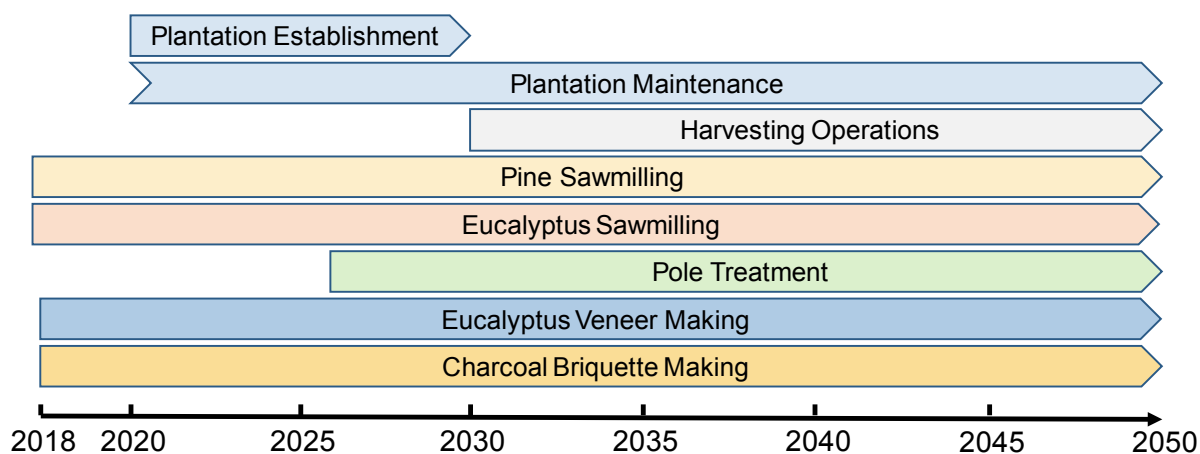 Plantation Establishment
Plantation Maintenance
Harvesting Operations
Pine Sawmilling
Eucalyptus Sawmilling
Pole Treatment
Eucalyptus Veneer Making
Charcoal Briquette Making
2018 2020 2025 2030 2035 2040 2045 2050